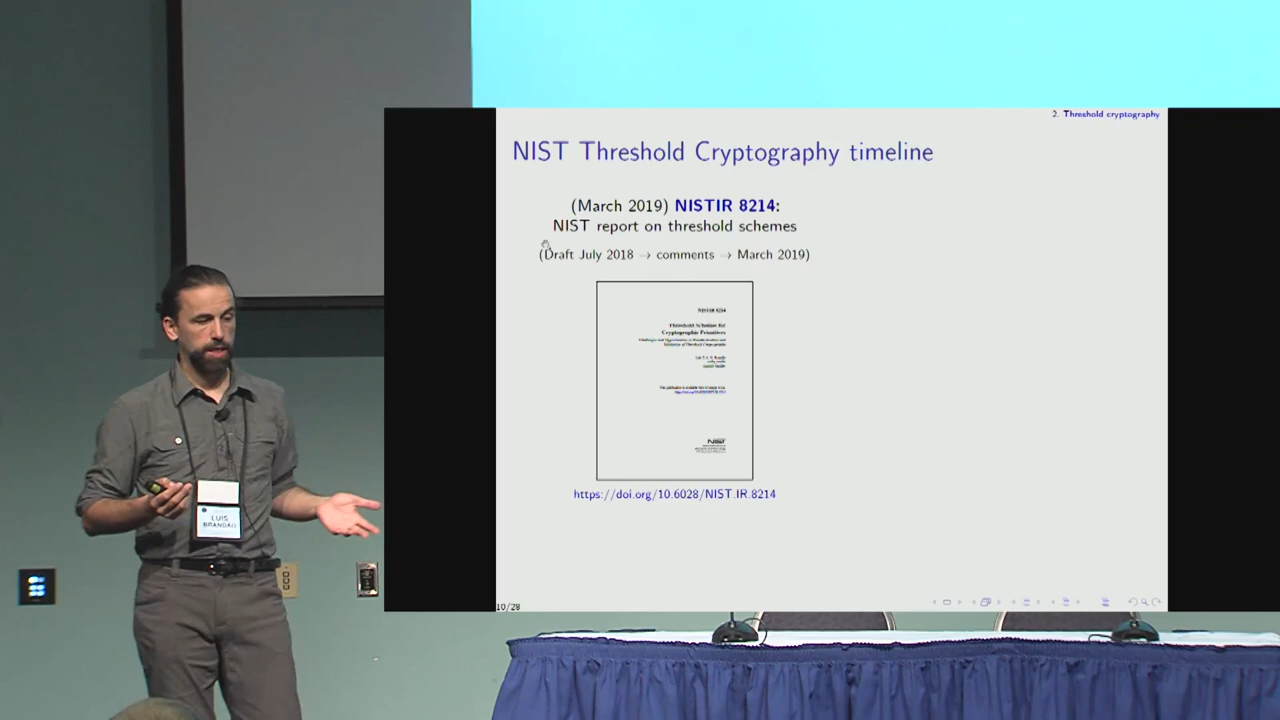 2. Threshold cryptography
NIST Threshold Cryptography timeline
(March 2019) NISTIR 8214:
NIST report on threshold schemes
(Draft July 2018 → comments → March 2019)
NISTIR 8214
Threshold Schemes for
Cryptographic Primitives
https://doi.org/10.6028/NIST.IR.8214
10/28
LUIS
BRANDAO
NIST